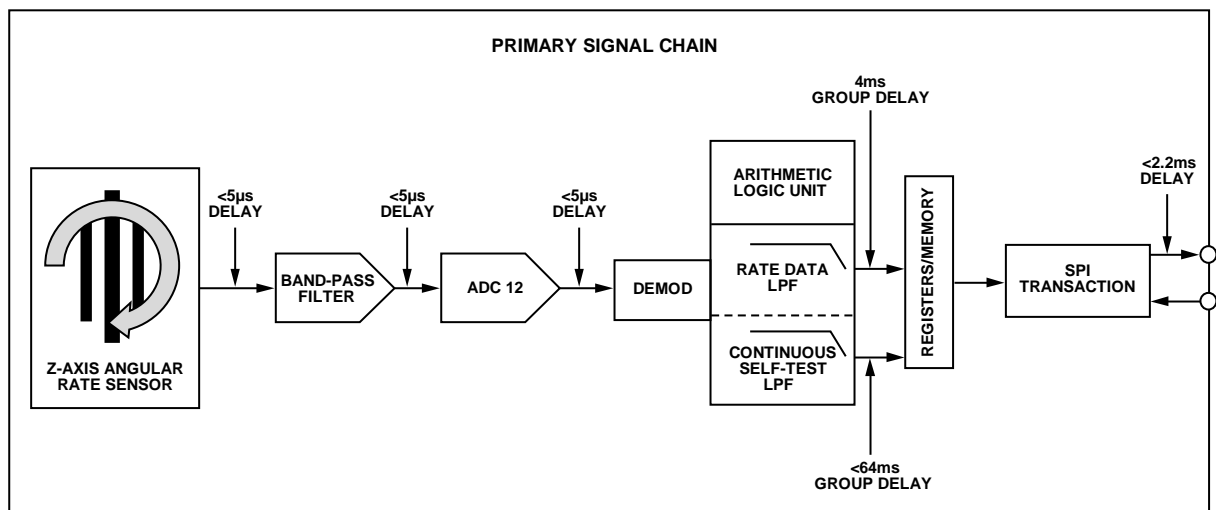 PRIMARY SIGNAL CHAIN
4ms
GROUP DELAY
<5µs
DELAY
<5µs
DELAY
<5µs
DELAY
<2.2ms
DELAY
ARITHMETIC
LOGIC UNIT
BAND-PASS
FILTER
ADC 12
DEMOD
RATE DATA
LPF
REGISTERS/MEMORY
SPI
TRANSACTION
Z-AXIS ANGULAR
RATE SENSOR
CONTINUOUS
SELF-TEST
LPF
<64ms
GROUP DELAY